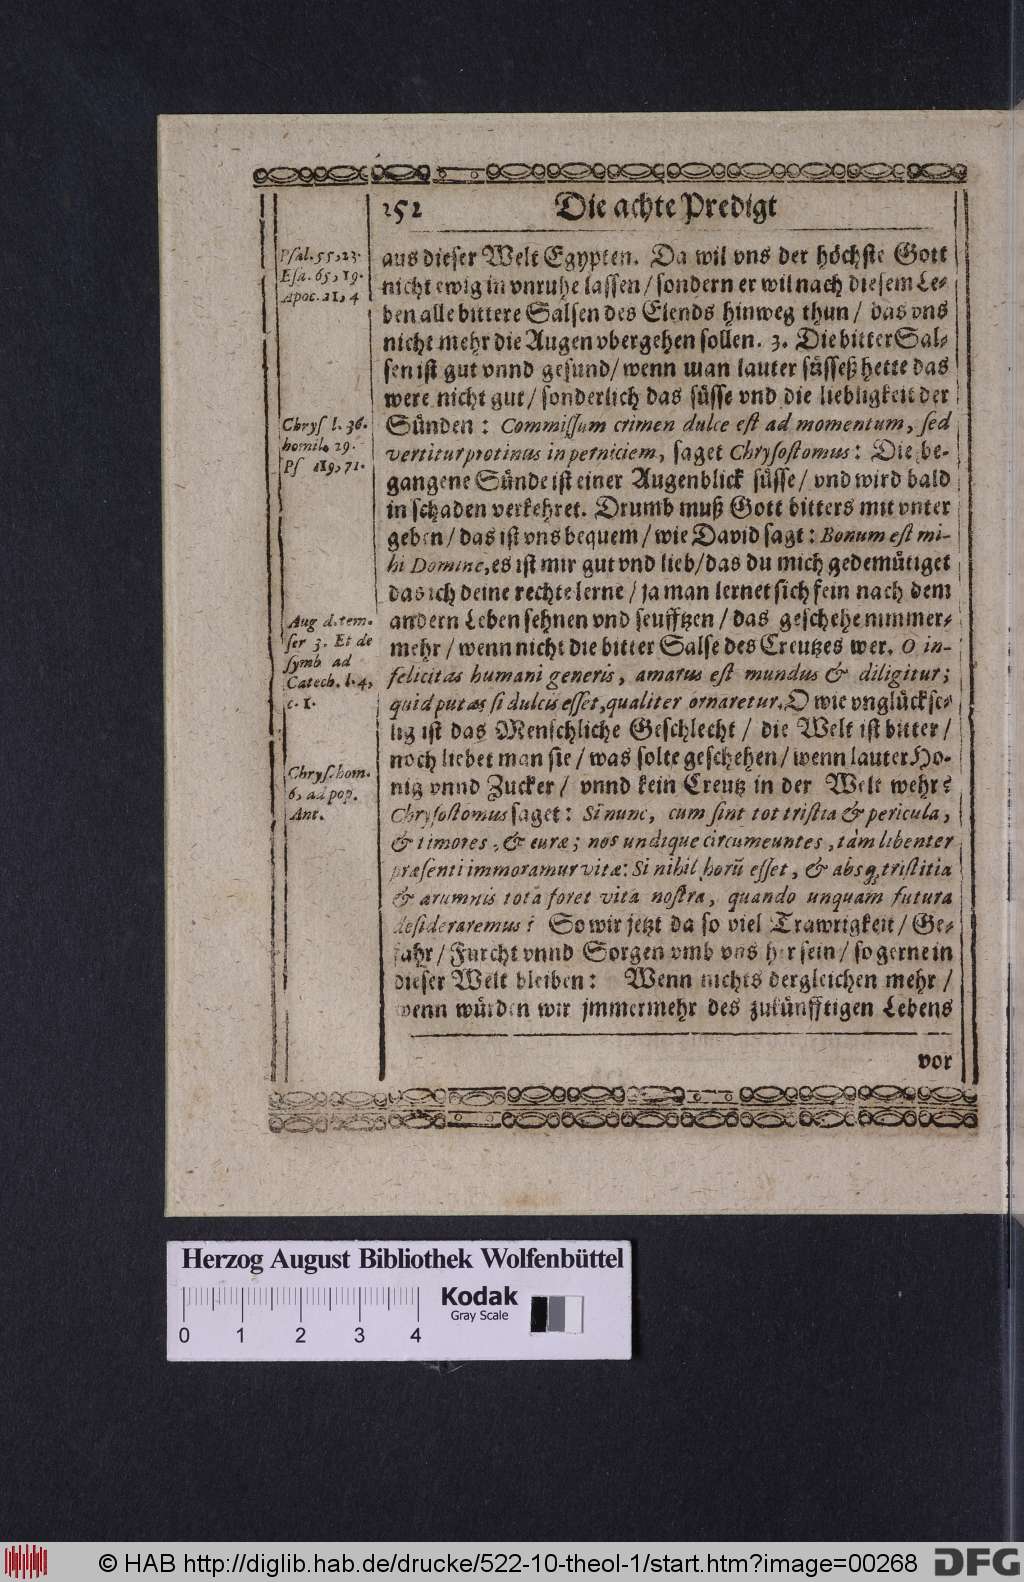 252 Die achte Predigt
Psal. 55, 23.
Esa. 65, 19.
Apoc. 21, 4
aus dieser Welt Egypten. Da wil vns der höchste Gott
nicht ewig in vnruhe lassen / sondern er wil nach diesem Le-
ben alle bittere Salsen des Elends hinweg thun / das vns
nicht mehr die Augen vbergehen sollen. 3. Die bitter Sal-
sen ist gut vnnd gesund / wenn man lauter süsseß hette das
were nicht gut / sonderlich das süsse vnd die liebligkeit der
Chrys l. 36.
homil. 29.
Ps 119, 71.
Sünden : Commissum crimen dulce est ad momentum, sed
vertitur protinus in perniciem, saget Chrysostomus : Die be-
gangene Sünde ist einer Augenblick süsse / vnd wird bald
in schaden verkehret. Drumb muß Gott bitters mit vnter
geben / das ist vns bequem / wie David sagt : Bonum est mi-
hi Domine, es ist mir gut vnd lieb / das du mich gedemütiget
das ich deine rechte lerne / ja man lernet sich fein nach dem
Aug d. tem-
ser 3. Et de
symb ad
Catech. l. 4,
c. 1.
andern Leben sehnen vnd seufftzen / das geschehe nimmer-
mehr / wenn nicht die bitter Salse des Creutzes wer. O in-
felicitas humani generis, amarus est mundus & diligitur;
quid putas si dulcis esset, qualiter ornaretur. O wie vnglückse-
lig ist das Menschliche Geschlecht / die Welt ist bitter /
noch liebet man sie / was solte geschehen / wenn lauter Ho-
nig vnnd Zucker / vnnd kein Creutz in der Welt wehr?
Chrys. hom.
6, ad pop.
Ant.
Chrysostomus saget : Si nunc, cum sint tot tristia & pericula,
& timores, & curæ; nos undique circumeuntes, tàm libenter
præsenti immoramur vitæ: Si nihil horũ esset, & absq; tristitia
& ærumnis tota foret vita nostra, quando unquam futura
desideraremus? So wir jetzt da so viel Trawrigkeit / Ge-
fahr / Furcht vnnd Sorgen vmb vns her sein / so gerne in
dieser Welt bleiben : Wenn nichts dergleichen mehr /
wenn würden wir jmmermehr des zukünfftigen Lebens
vor
Herzog August Bibliothek Wolfenbüttel
Kodak
Gray Scale
0 1 2 3 4
© HAB http://diglib.hab.de/drucke/522-10-theol-1/start.htm?image=00268 DFG